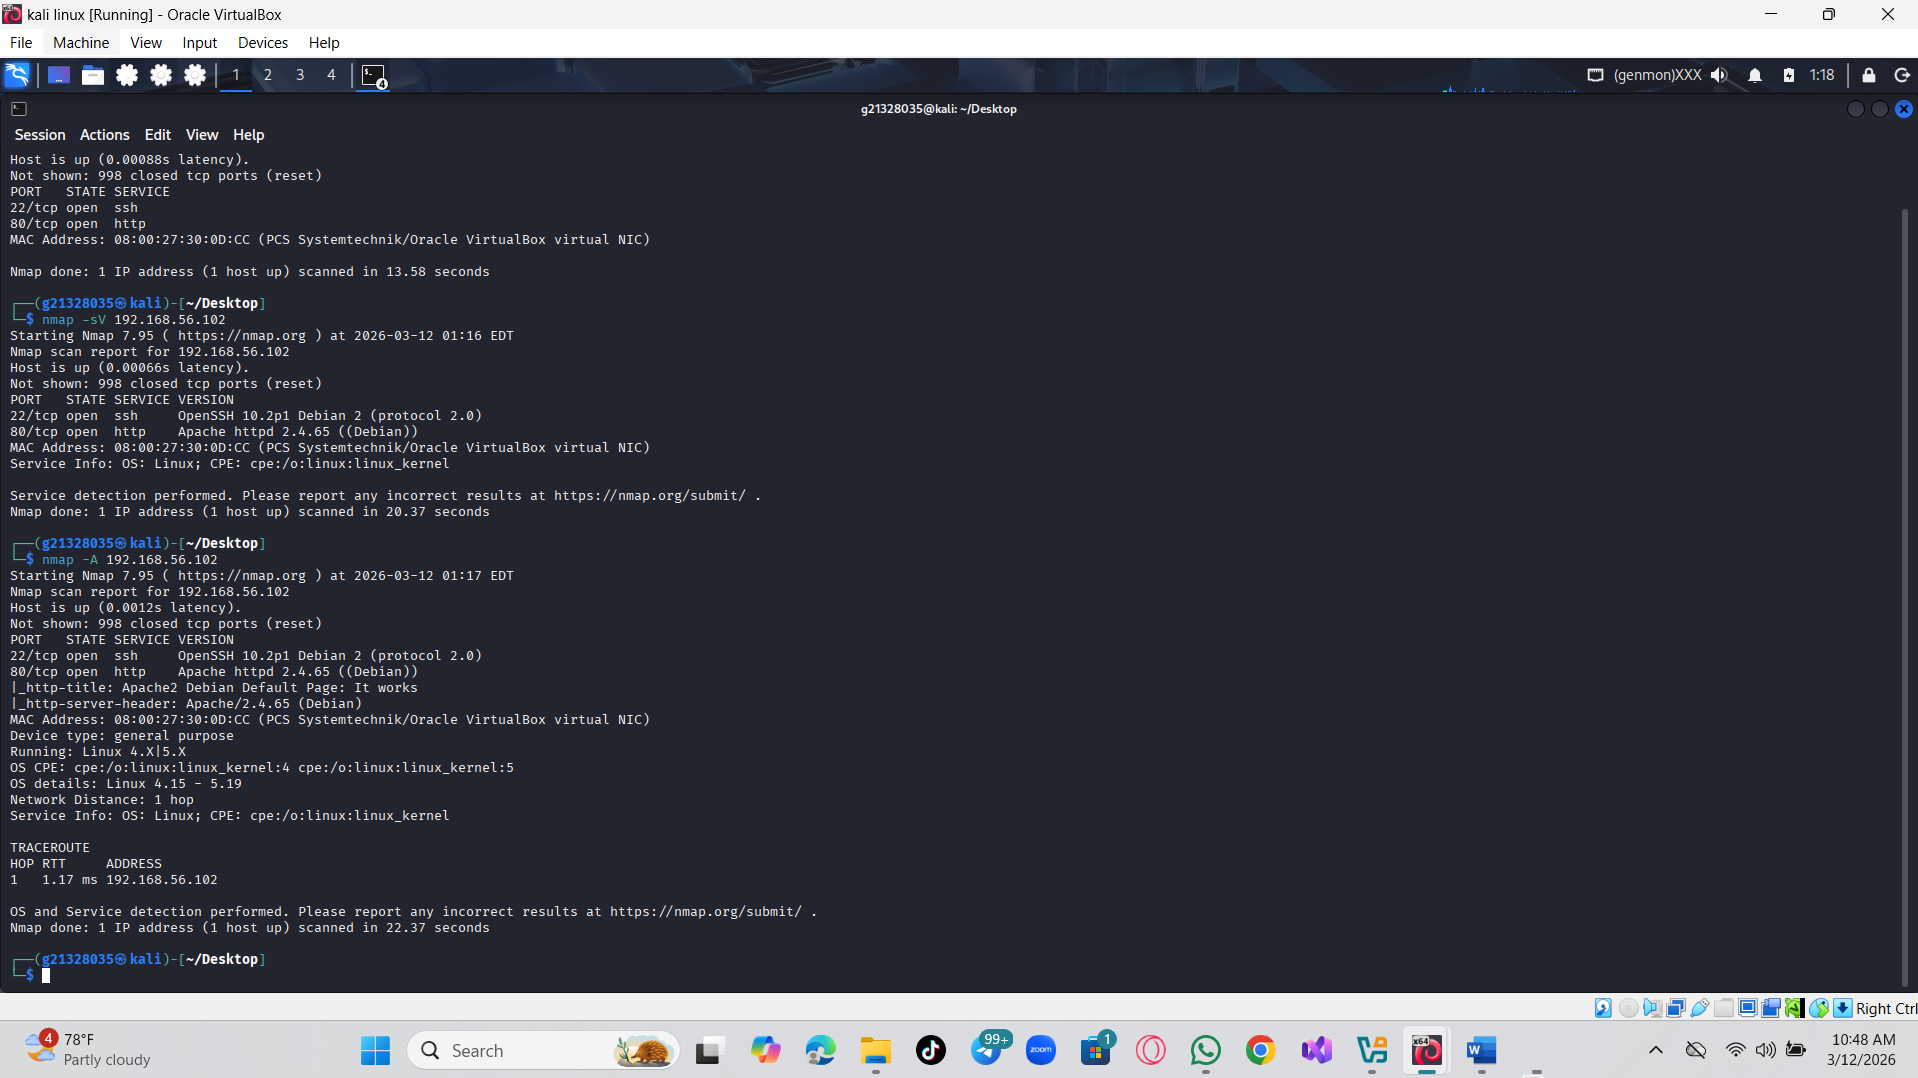 kali linux [Running] - Oracle VirtualBox
File Machine View Input Devices Help
1 2 3 4 4 (genmon)XXX 1:18
g21328035@kali: ~/Desktop
Session Actions Edit View Help
Host is up (0.00088s latency).
Not shown: 998 closed tcp ports (reset)
PORT   STATE SERVICE
22/tcp open  ssh
80/tcp open  http
MAC Address: 08:00:27:30:0D:CC (PCS Systemtechnik/Oracle VirtualBox virtual NIC)
Nmap done: 1 IP address (1 host up) scanned in 13.58 seconds
┌──(g21328035㉿kali)-[~/Desktop]
└─$ nmap -sV 192.168.56.102
Starting Nmap 7.95 ( https://nmap.org ) at 2026-03-12 01:16 EDT
Nmap scan report for 192.168.56.102
Host is up (0.00066s latency).
Not shown: 998 closed tcp ports (reset)
PORT   STATE SERVICE VERSION
22/tcp open  ssh     OpenSSH 10.2p1 Debian 2 (protocol 2.0)
80/tcp open  http    Apache httpd 2.4.65 ((Debian))
MAC Address: 08:00:27:30:0D:CC (PCS Systemtechnik/Oracle VirtualBox virtual NIC)
Service Info: OS: Linux; CPE: cpe:/o:linux:linux_kernel
Service detection performed. Please report any incorrect results at https://nmap.org/submit/ .
Nmap done: 1 IP address (1 host up) scanned in 20.37 seconds
┌──(g21328035㉿kali)-[~/Desktop]
└─$ nmap -A 192.168.56.102
Starting Nmap 7.95 ( https://nmap.org ) at 2026-03-12 01:17 EDT
Nmap scan report for 192.168.56.102
Host is up (0.0012s latency).
Not shown: 998 closed tcp ports (reset)
PORT   STATE SERVICE VERSION
22/tcp open  ssh     OpenSSH 10.2p1 Debian 2 (protocol 2.0)
80/tcp open  http    Apache httpd 2.4.65 ((Debian))
|_http-title: Apache2 Debian Default Page: It works
|_http-server-header: Apache/2.4.65 (Debian)
MAC Address: 08:00:27:30:0D:CC (PCS Systemtechnik/Oracle VirtualBox virtual NIC)
Device type: general purpose
Running: Linux 4.X|5.X
OS CPE: cpe:/o:linux:linux_kernel:4 cpe:/o:linux:linux_kernel:5
OS details: Linux 4.15 - 5.19
Network Distance: 1 hop
Service Info: OS: Linux; CPE: cpe:/o:linux:linux_kernel
TRACEROUTE
HOP RTT     ADDRESS
1   1.17 ms 192.168.56.102
OS and Service detection performed. Please report any incorrect results at https://nmap.org/submit/ .
Nmap done: 1 IP address (1 host up) scanned in 22.37 seconds
┌──(g21328035㉿kali)-[~/Desktop]
└─$
Right Ctrl
4 78°F
Partly cloudy
Search
99+
zoom
1
x64
W
10:48 AM
3/12/2026